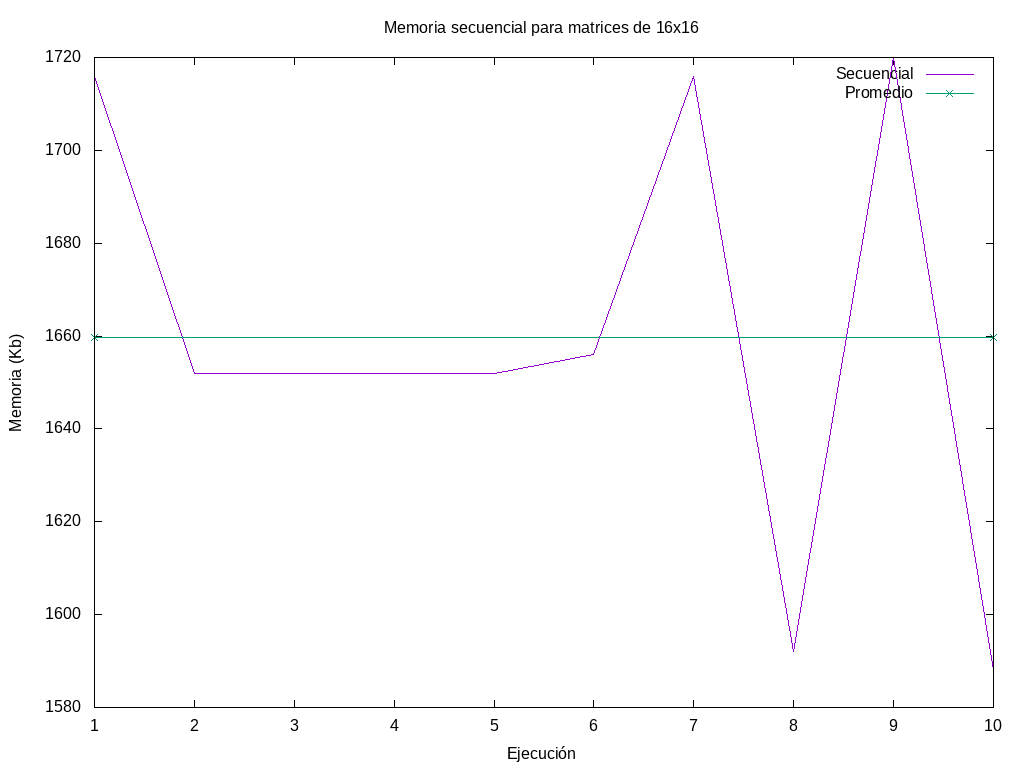 Memoria secuencial para matrices de 16x16
Secuencial
Promedio
1720
1700
1680
1660
1640
1620
1600
1580
Memoria (Kb)
1 2 3 4 5 6 7 8 9 10
Ejecución